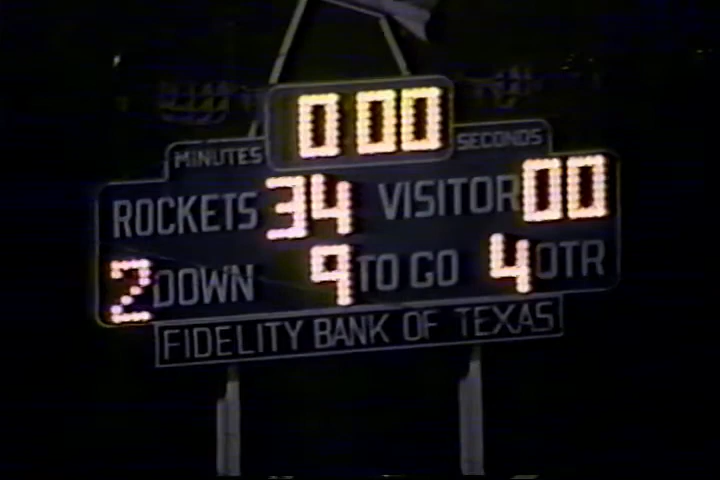 0 00
MINUTES SECONDS
ROCKETS 34 VISITOR 00
2 DOWN 9 TO GO 4 QTR
FIDELITY BANK OF TEXAS